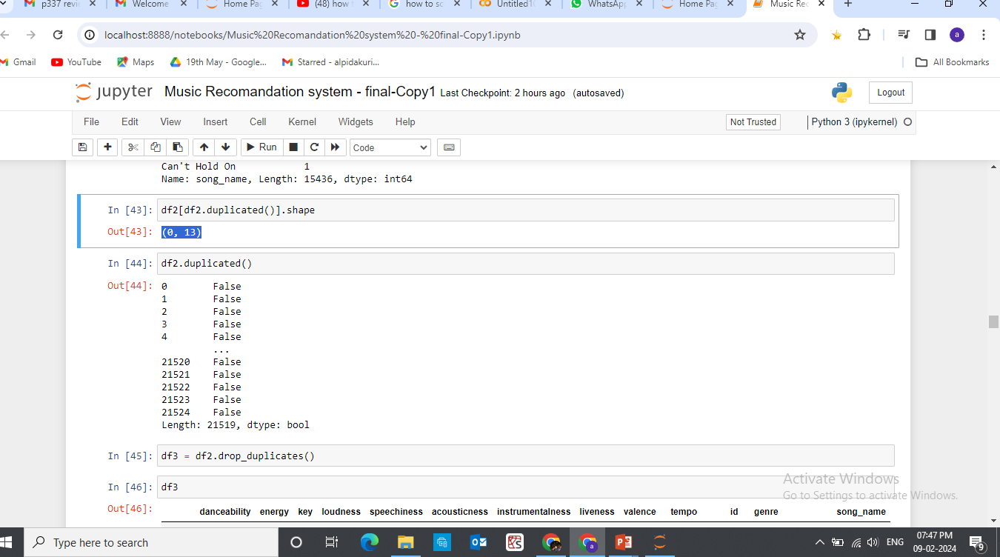 p337 revi
Welcome
Home Pag
(48) how t
how to sc
Untitled1
WhatsApp
Home Pag
Music Rec
localhost:8888/notebooks/Music%20Recomandation%20system%20-%20final-Copy1.ipynb
a
Gmail
YouTube
Maps
19th May - Google...
Starred - alpidakuri...
All Bookmarks
jupyter Music Recomandation system - final-Copy1 Last Checkpoint: 2 hours ago (autosaved)
Logout
File Edit View Insert Cell Kernel Widgets Help
Not Trusted
Python 3 (ipykernel)
Run
Code
Can't Hold On 1
Name: song_name, Length: 15436, dtype: int64
In [43]: df2[df2.duplicated()].shape
Out[43]: (0, 13)
In [44]: df2.duplicated()
Out[44]: 0 False
1 False
2 False
3 False
4 False
...
21520 False
21521 False
21522 False
21523 False
21524 False
Length: 21519, dtype: bool
In [45]: df3 = df2.drop_duplicates()
In [46]: df3
Out[46]:
danceability energy key loudness speechiness acousticness instrumentalness liveness valence tempo id genre song_name
Activate Windows
Go to Settings to activate Windows.
Type here to search
ENG
07:47 PM
09-02-2024
9